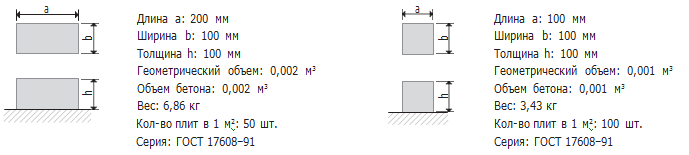 a
b
h
Длина a: 200 мм
Ширина b: 100 мм
Толщина h: 100 мм
Геометрический объем: 0,002 м³
Объем бетона: 0,002 м³
Вес: 6,86 кг
Кол-во плит в 1 м²: 50 шт.
Серия: ГОСТ 17608-91
a
b
h
Длина a: 100 мм
Ширина b: 100 мм
Толщина h: 100 мм
Геометрический объем: 0,001 м³
Объем бетона: 0,001 м³
Вес: 3,43 кг
Кол-во плит в 1 м²: 100 шт.
Серия: ГОСТ 17608-91